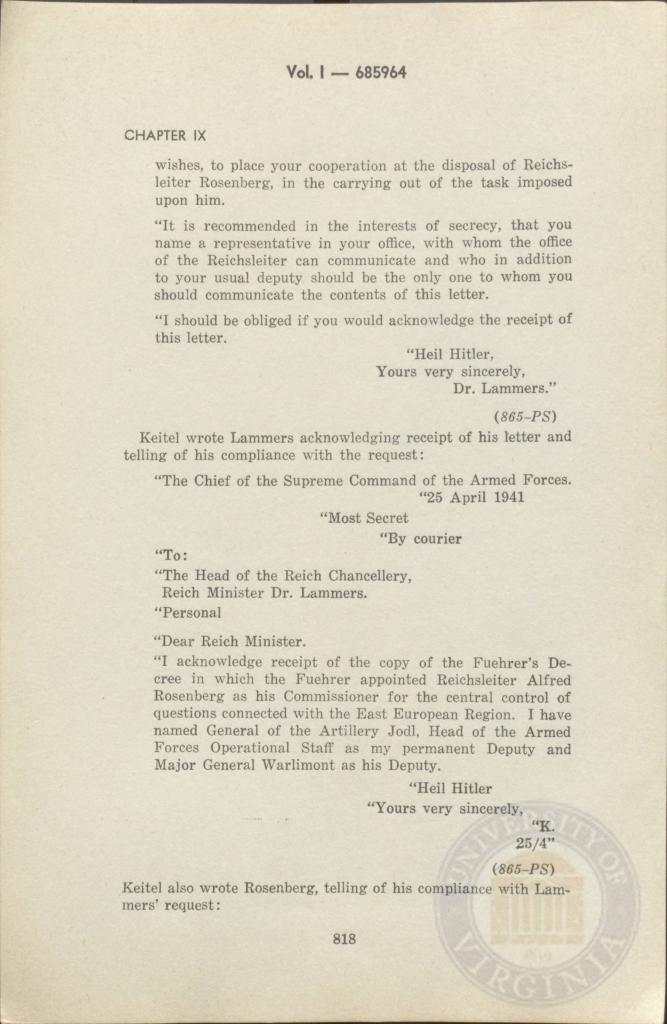 Vol. I — 685964
CHAPTER IX
wishes, to place your cooperation at the disposal of Reichs-
leiter Rosenberg, in the carrying out of the task imposed
upon him.
"It is recommended in the interests of secrecy, that you
name a representative in your office, with whom the office
of the Reichsleiter can communicate and who in addition
to your usual deputy should be the only one to whom you
should communicate the contents of this letter.
"I should be obliged if you would acknowledge the receipt of
this letter.
"Heil Hitler,
Yours very sincerely,
Dr. Lammers."
(865–PS)
Keitel wrote Lammers acknowledging receipt of his letter and
telling of his compliance with the request:
"The Chief of the Supreme Command of the Armed Forces.
"25 April 1941
"Most Secret
"By courier
"To:
"The Head of the Reich Chancellery,
Reich Minister Dr. Lammers.
"Personal
"Dear Reich Minister.
"I acknowledge receipt of the copy of the Fuehrer's De-
cree in which the Fuehrer appointed Reichsleiter Alfred
Rosenberg as his Commissioner for the central control of
questions connected with the East European Region. I have
named General of the Artillery Jodl, Head of the Armed
Forces Operational Staff as my permanent Deputy and
Major General Warlimont as his Deputy.
"Heil Hitler
"Yours very sincerely,
"K.
25/4"
(865–PS)
Keitel also wrote Rosenberg, telling of his compliance with Lam-
mers' request:
818
UNIVERSITY OF
VIRGINIA
1819